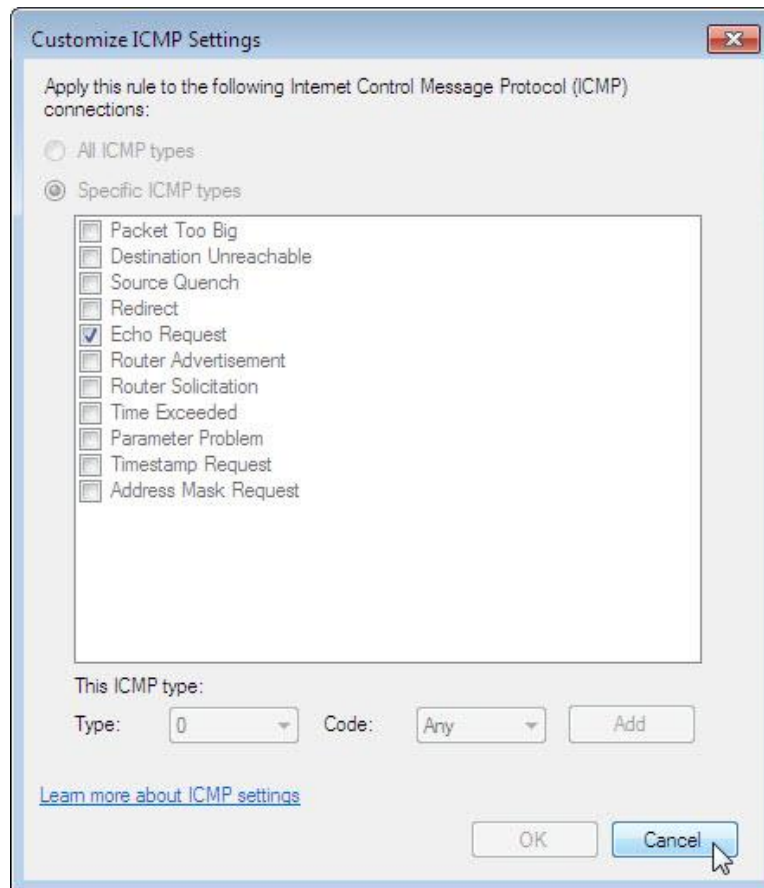 Customize ICMP Settings
Apply this rule to the following Internet Control Message Protocol (ICMP)
connections:
All ICMP types
Specific ICMP types
Packet Too Big
Destination Unreachable
Source Quench
Redirect
Echo Request
Router Advertisement
Router Solicitation
Time Exceeded
Parameter Problem
Timestamp Request
Address Mask Request
This ICMP type:
Type: 0 Code: Any Add
Learn more about ICMP settings
OK Cancel